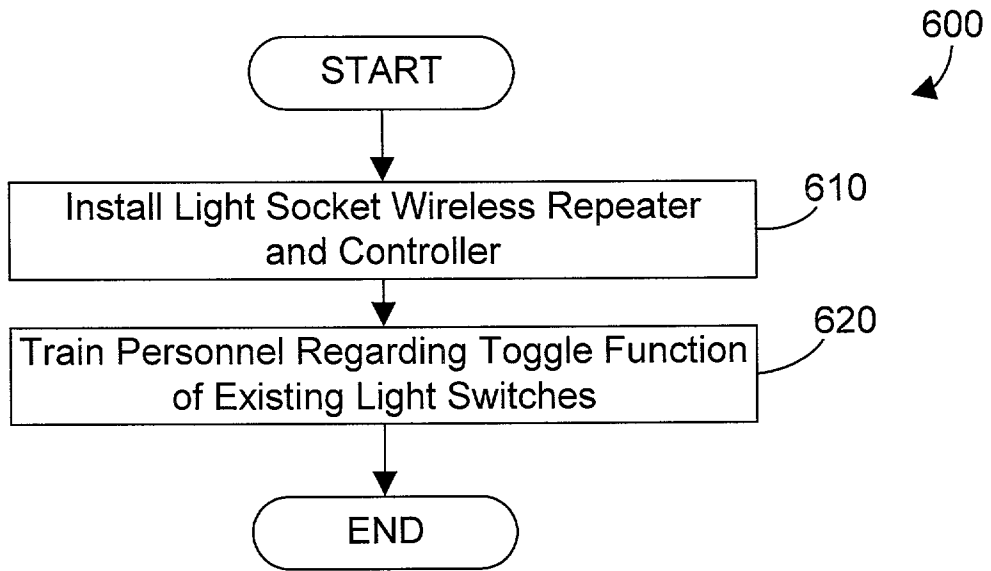 600
START
Install Light Socket Wireless Repeater
and Controller
610
Train Personnel Regarding Toggle Function
of Existing Light Switches
620
END